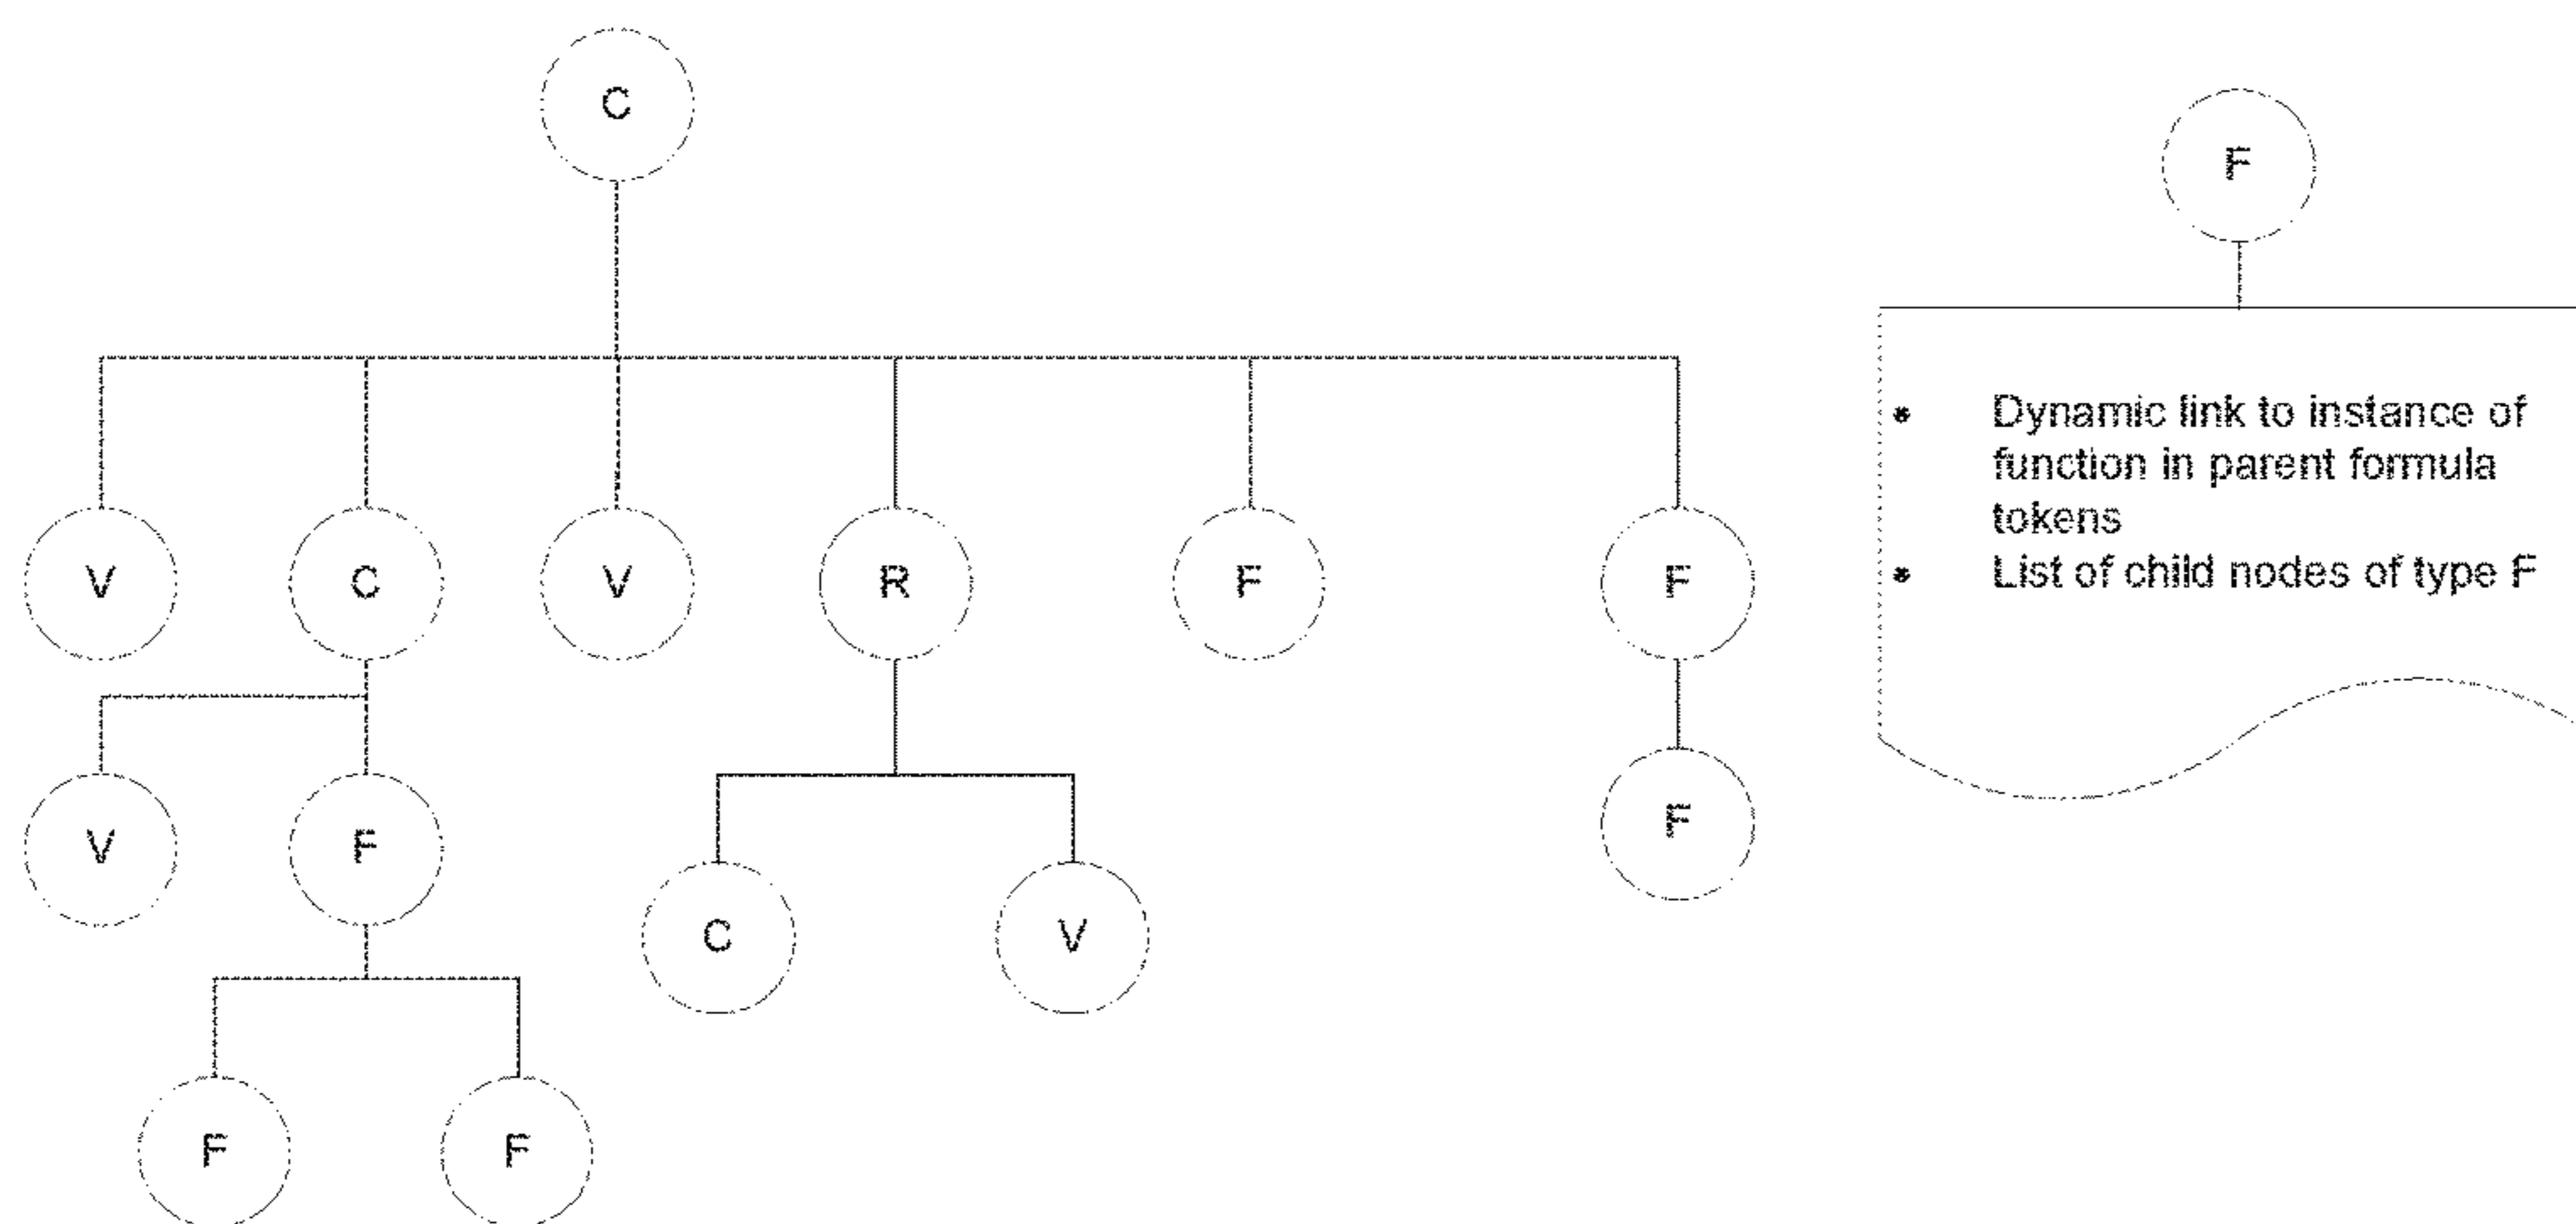 C
F
• Dynamic link to instance of
function in parent formula
tokens
• List of child nodes of type F
V C V R F F
F
V F
C V
F F